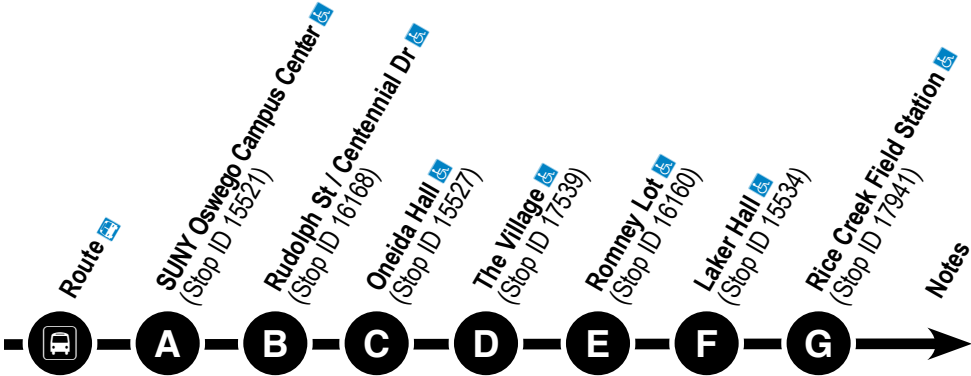 Route
SUNY Oswego Campus Center
(Stop ID 15521)
Rudolph St / Centennial Dr
(Stop ID 16168)
Oneida Hall
(Stop ID 15527)
The Village
(Stop ID 17539)
Romney Lot
(Stop ID 16160)
Laker Hall
(Stop ID 15534)
Rice Creek Field Station
(Stop ID 17941)
Notes
A B C D E F G